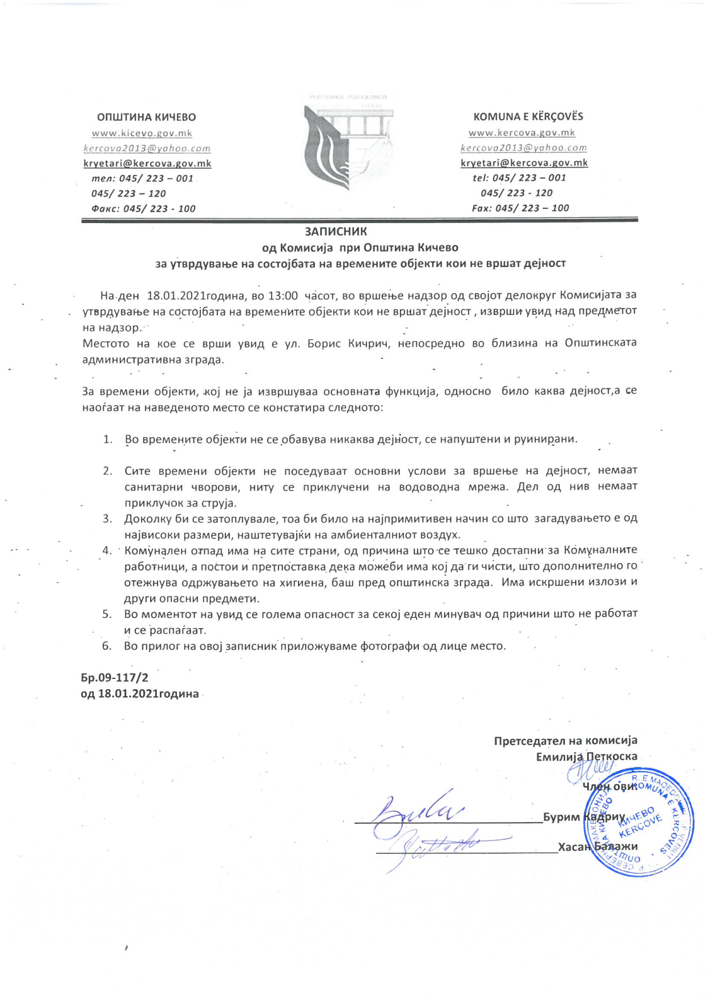 РЕПУБЛИКА МАКЕДОНИЈА
ОПШТИНА КИЧЕВО
www.kicevo.gov.mk
kercova2013@yahoo.com
kryetari@kercova.gov.mk
тел: 045/ 223 – 001
045/ 223 – 120
Факс: 045/ 223 - 100
KOMUNA E KËRÇOVËS
www.kercova.gov.mk
kercova2013@yahoo.com
kryetari@kercova.gov.mk
tel: 045/ 223 – 001
045/ 223 - 120
Fax: 045/ 223 – 100
ЗАПИСНИК
од Комисија при Општина Кичево
за утврдување на состојбата на времените објекти кои не вршат дејност
На ден 18.01.2021година, во 13:00 часот, во вршење надзор од својот делокруг Комисијата за
утврдување на состојбата на времените објекти кои не вршат дејност , изврши увид над предметот
на надзор.
Местото на кое се врши увид е ул. Борис Кичрич, непосредно во близина на Општинската
административна зграда.
За времени објекти, кој не ја извршуваа основната функција, односно било каква дејност,а се
наоѓаат на наведеното место се констатира следното:
1. Во времените објекти не се обавува никаква дејност, се напуштени и руинирани.
2. Сите времени објекти не поседуваат основни услови за вршење на дејност, немаат
санитарни чворови, ниту се приклучени на водоводна мрежа. Дел од нив немаат
приклучок за струја.
3. Доколку би се затоплувале, тоа би било на најпримитивен начин со што загадувањето е од
највисоки размери, наштетувајќи на амбиенталниот воздух.
4. Комунален отпад има на сите страни, од причина што се тешко достапни за Комуналните
работници, а постои и претпоставка дека можеби има кој да ги чисти, што дополнително го
отежнува одржувањето на хигиена, баш пред општинска зграда. Има искршени излози и
други опасни предмети.
5. Во моментот на увид се голема опасност за секој еден минувач од причини што не работат
и се распаѓаат.
6. Во прилог на овој записник приложуваме фотографи од лице место.
Бр.09-117/2
од 18.01.2021година
Претседател на комисија
Емилија Петкоска
Член ови:
Бурим Кадриу
Хасан Балажи
КИЧЕВО
KËRÇOVË
ОПШТИНА КИЧЕВО
KOMUNA E KËRÇOVËS